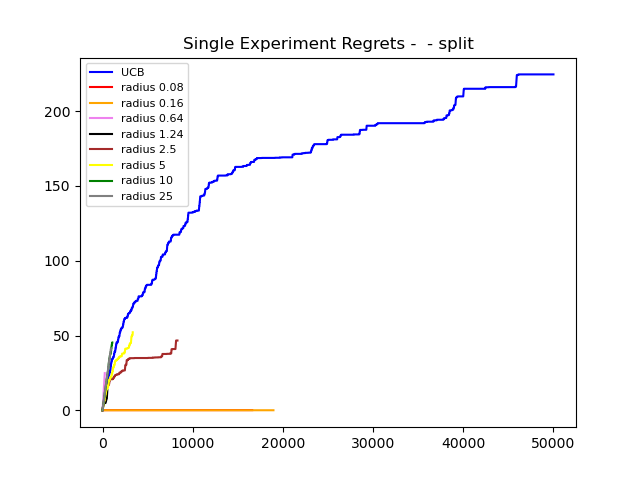 Single Experiment Regrets -  - split
UCB
radius 0.08
radius 0.16
radius 0.64
radius 1.24
radius 2.5
radius 5
radius 10
radius 25
200
150
100
50
0
0 10000 20000 30000 40000 50000